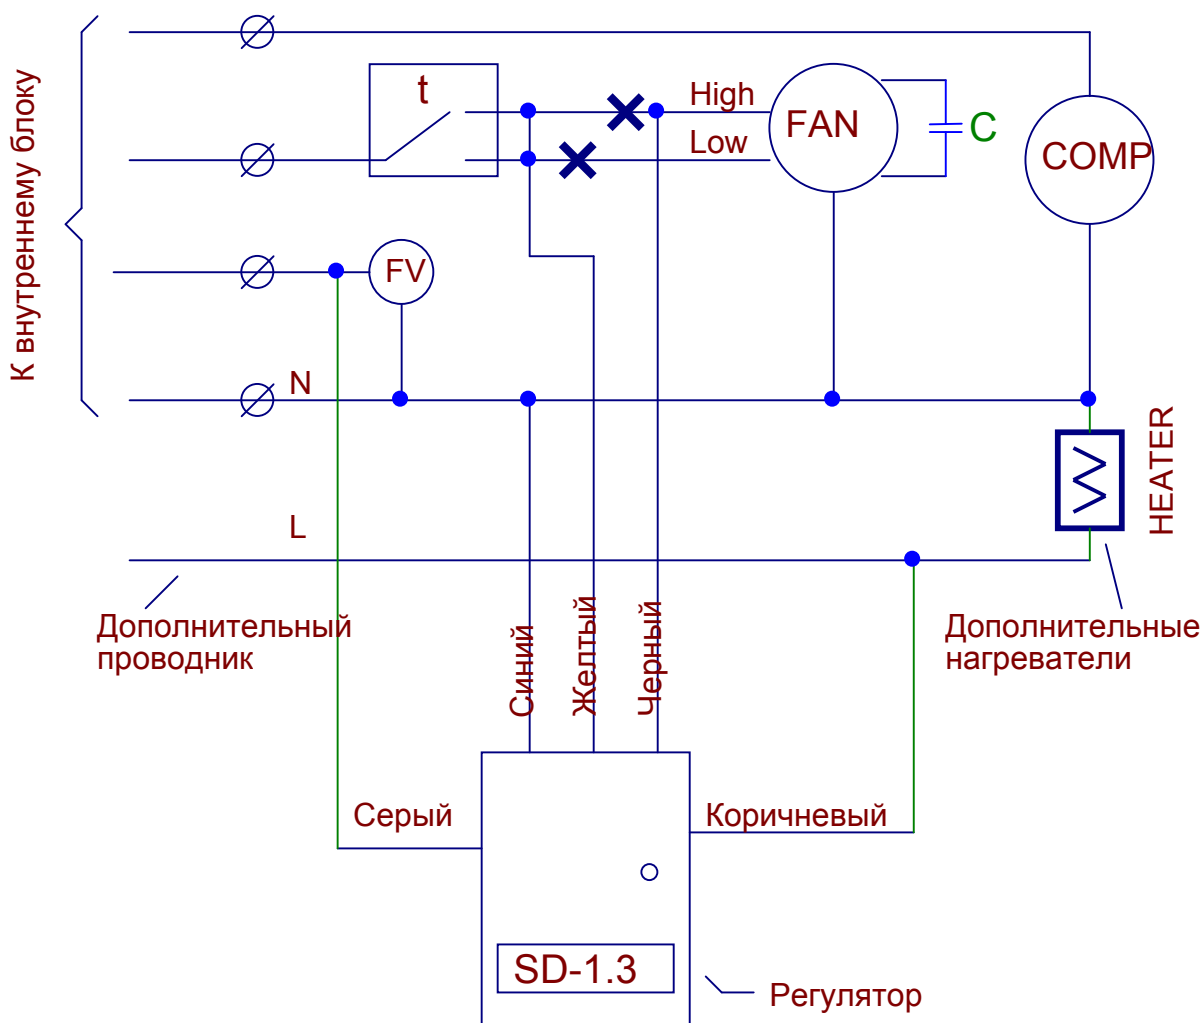 К внутреннему блоку
t
High
Low
FAN
C
COMP
FV
N
HEATER
L
Дополнительный
проводник
Синий
Желтый
Черный
Дополнительные
нагреватели
Серый
Коричневый
SD-1.3
Регулятор